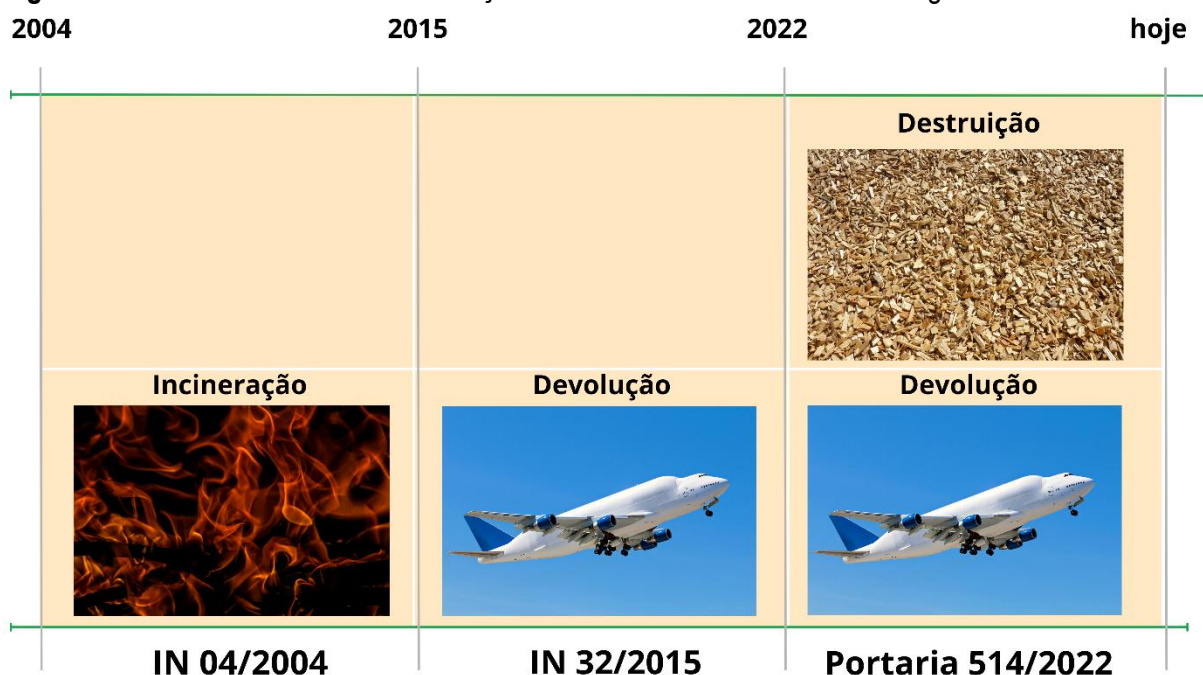 2004 2015 2022 hoje
Destruição
Incineração Devolução Devolução
IN 04/2004 IN 32/2015 Portaria 514/2022